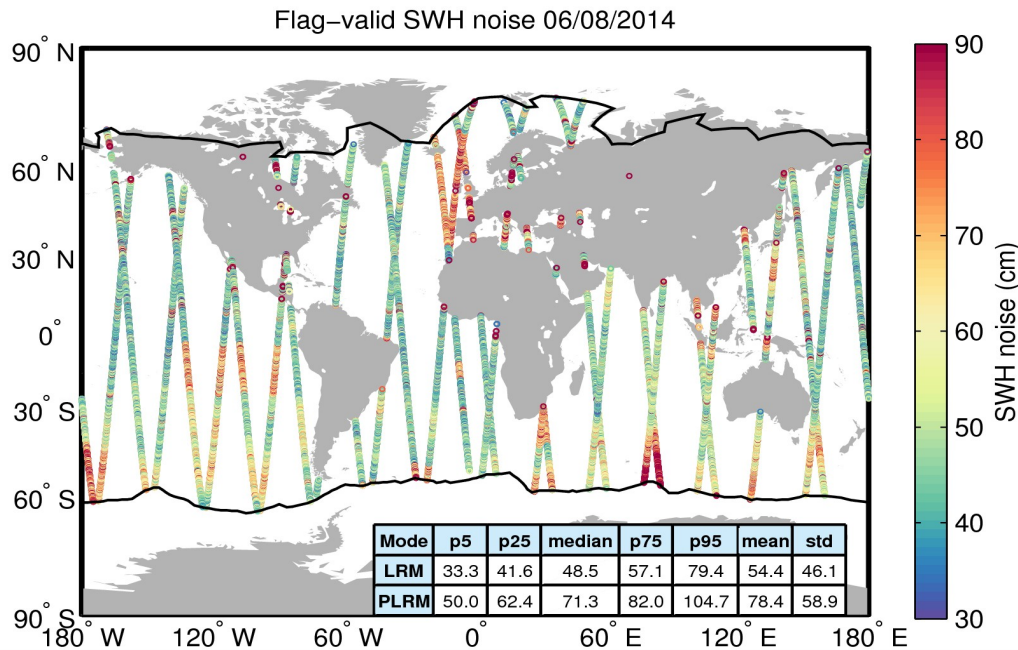 Flag−valid SWH noise 06/08/2014
90° N
60° N
30° N
0°
30° S
60° S
90° S
180° W
120° W
60° W
0°
60° E
120° E
180° E
90
80
70
60
50
40
30
SWH noise (cm)
Mode p5 p25 median p75 p95 mean std
LRM 33.3 41.6 48.5 57.1 79.4 54.4 46.1
PLRM 50.0 62.4 71.3 82.0 104.7 78.4 58.9